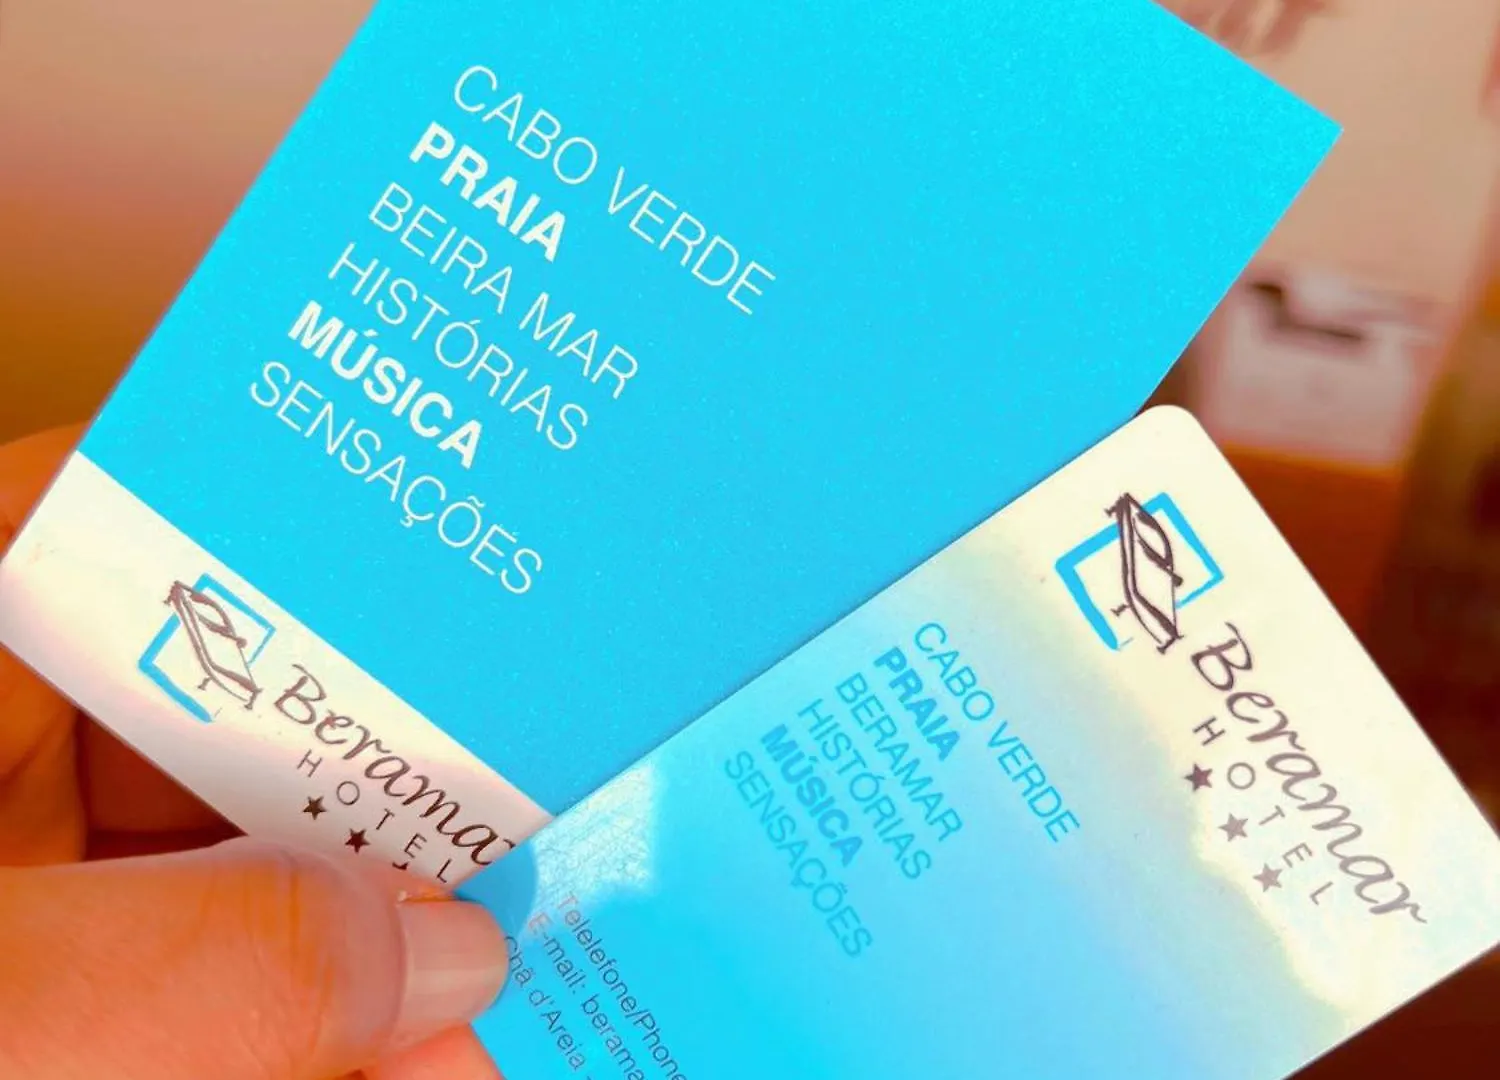 CABO VERDE
PRAIA
BEIRA MAR
HISTÓRIAS
MÚSICA
SENSAÇÕES
Beramar
HOTEL
Beramar
HOTEL
CABO VERDE
PRAIA
BERAMAR
HISTÓRIAS
MÚSICA
SENSAÇÕES
Telelefone/Phone
E-mail: berama
Chã d'Areia -